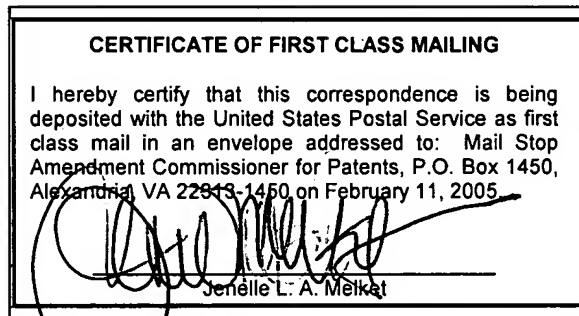 CERTIFICATE OF FIRST CLASS MAILING
I hereby certify that this correspondence is being
deposited with the United States Postal Service as first
class mail in an envelope addressed to: Mail Stop
Amendment Commissioner for Patents, P.O. Box 1450,
Alexandria, VA 22313-1450 on February 11, 2005.
Jenelle L. A. Melket